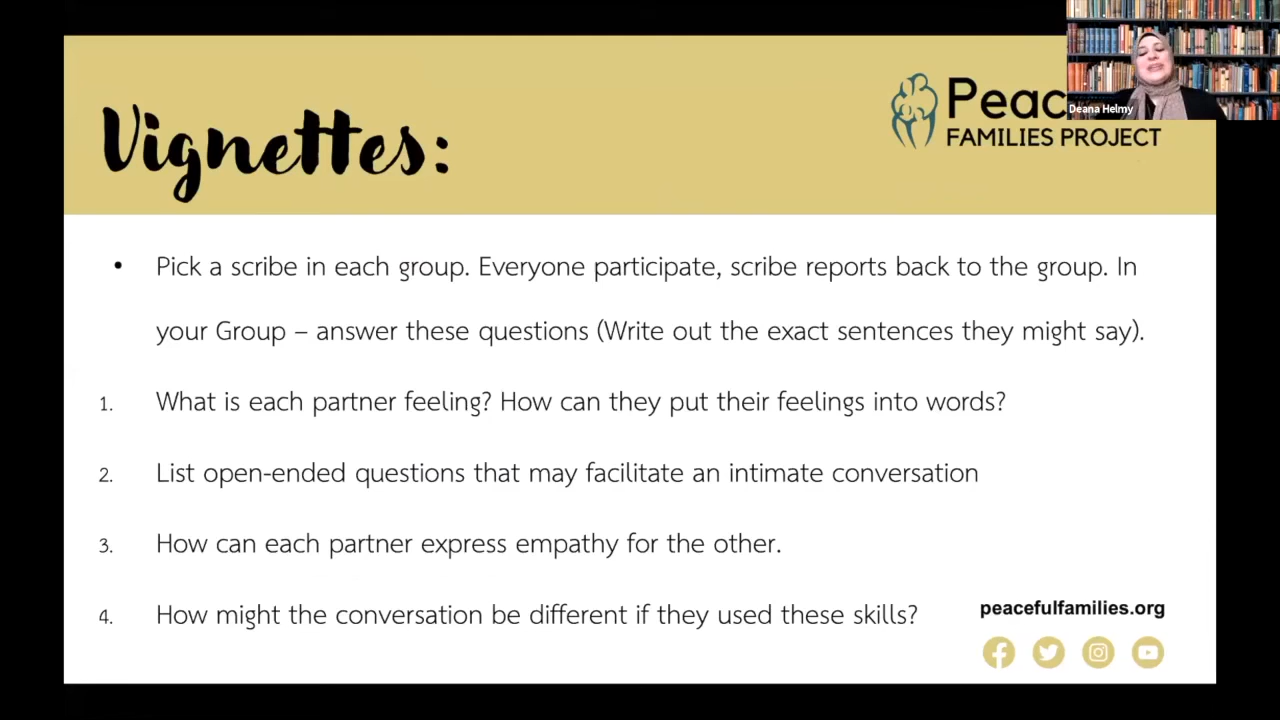 Deana Helmy
Vignettes:
Peac
FAMILIES PROJECT
• Pick a scribe in each group. Everyone participate, scribe reports back to the group. In
your Group – answer these questions (Write out the exact sentences they might say).
1. What is each partner feeling? How can they put their feelings into words?
2. List open-ended questions that may facilitate an intimate conversation
3. How can each partner express empathy for the other.
4. How might the conversation be different if they used these skills?
peacefulfamilies.org